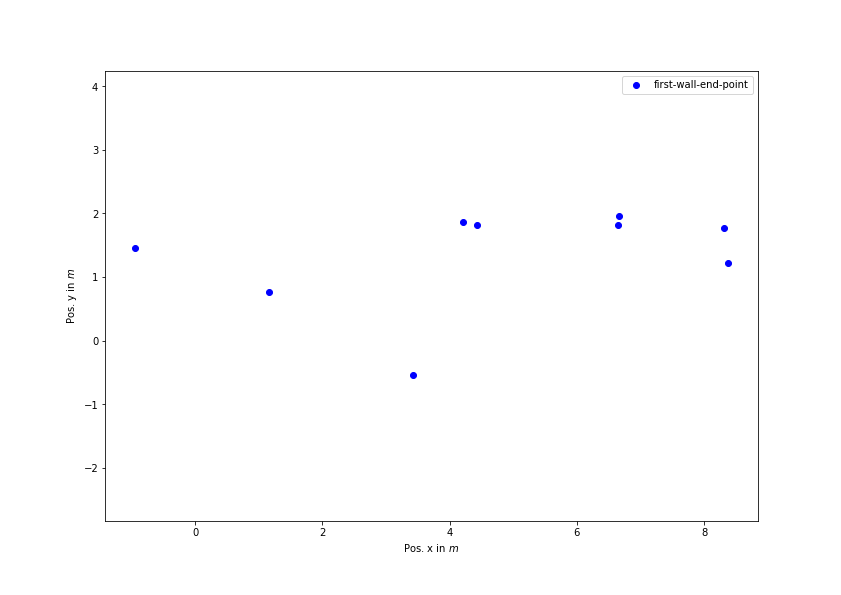 first-wall-end-point
4
3
2
1
0
−1
−2
Pos. y in m
0 2 4 6 8
Pos. x in m